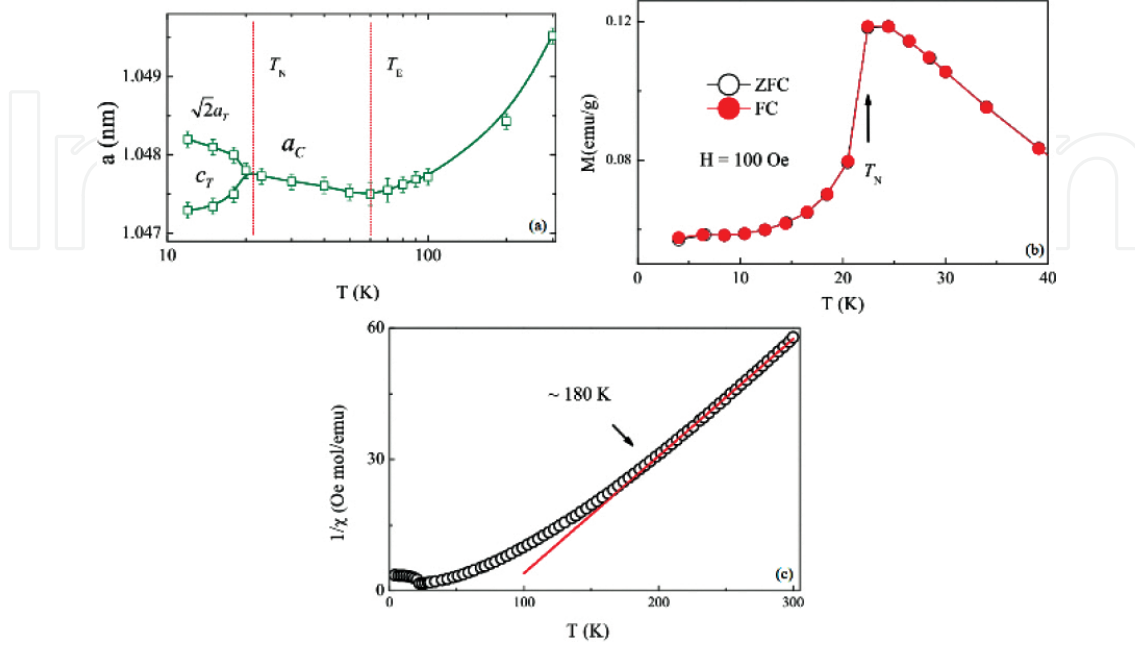 1.049
1.048
1.047
a (nm)
T_N
T_E
√2a_T
a_C
c_T
(a)
10
100
T (K)
0.12
0.08
M(emu/g)
ZFC
FC
H = 100 Oe
T_N
(b)
0
10
20
30
40
T (K)
60
30
0
1/χ (Oe mol/emu)
~ 180 K
(c)
0
100
200
300
T (K)